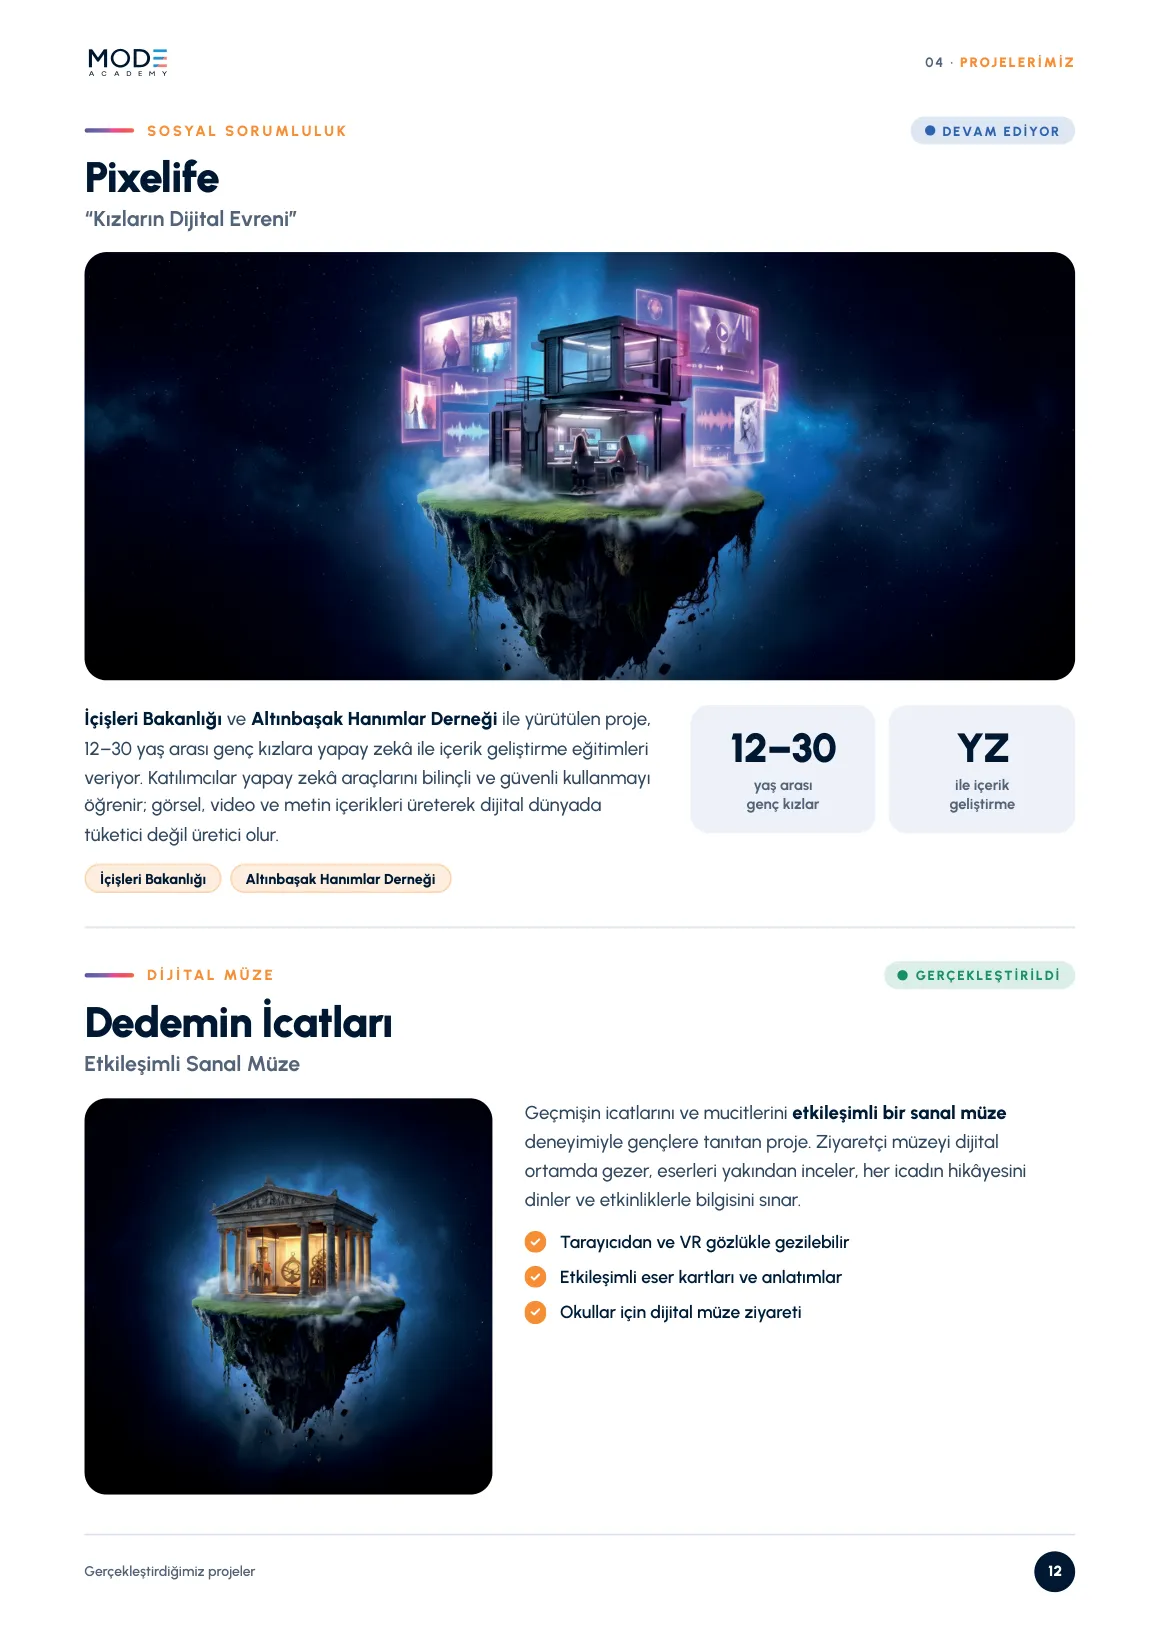 MODE
ACADEMY
04 · PROJELERİMİZ
SOSYAL SORUMLULUK
DEVAM EDİYOR
Pixelife
“Kızların Dijital Evreni”
İçişleri Bakanlığı ve Altınbaşak Hanımlar Derneği ile yürütülen proje,
12–30 yaş arası genç kızlara yapay zekâ ile içerik geliştirme eğitimleri
veriyor. Katılımcılar yapay zekâ araçlarını bilinçli ve güvenli kullanmayı
öğrenir; görsel, video ve metin içerikleri üreterek dijital dünyada
tüketici değil üretici olur.
12–30
yaş arası
genç kızlar
YZ
ile içerik
geliştirme
İçişleri Bakanlığı
Altınbaşak Hanımlar Derneği
DİJİTAL MÜZE
GERÇEKLEŞTİRİLDİ
Dedemin İcatları
Etkileşimli Sanal Müze
Geçmişin icatlarını ve mucitlerini etkileşimli bir sanal müze
deneyimiyle gençlere tanıtan proje. Ziyaretçi müzeyi dijital
ortamda gezer, eserleri yakından inceler, her icadın hikâyesini
dinler ve etkinliklerle bilgisini sınar.
Tarayıcıdan ve VR gözlükle gezilebilir
Etkileşimli eser kartları ve anlatımlar
Okullar için dijital müze ziyareti
Gerçekleştirdiğimiz projeler
12